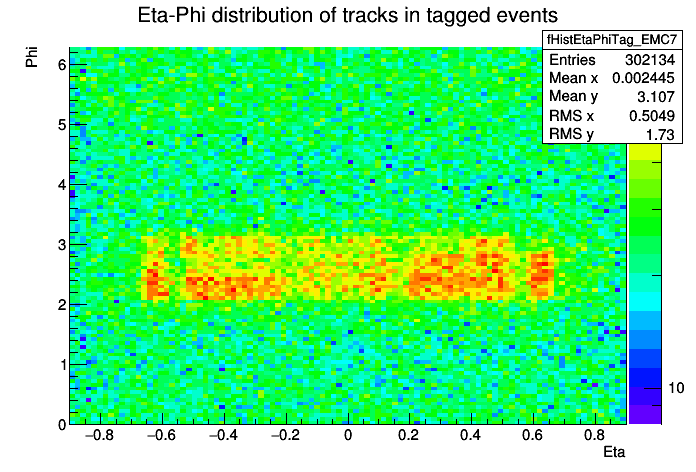 Eta-Phi distribution of tracks in tagged events
fHistEtaPhiTag_EMC7
Entries 302134
Mean x 0.002445
Mean y 3.107
RMS x 0.5049
RMS y 1.73
Phi
6
5
4
3
2
1
0
10
−0.8 −0.6 −0.4 −0.2 0 0.2 0.4 0.6 0.8
Eta